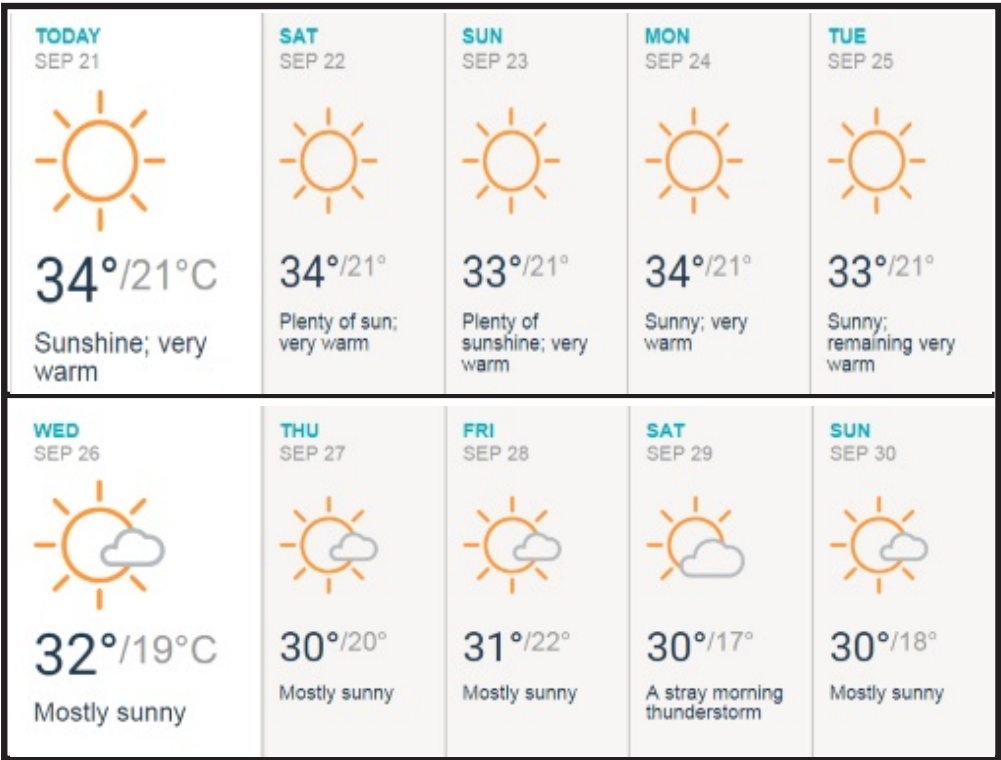 TODAY
SEP 21
34°/21°C
Sunshine; very
warm
SAT
SEP 22
34°/21°
Plenty of sun;
very warm
SUN
SEP 23
33°/21°
Plenty of
sunshine; very
warm
MON
SEP 24
34°/21°
Sunny; very
warm
TUE
SEP 25
33°/21°
Sunny;
remaining very
warm
WED
SEP 26
32°/19°C
Mostly sunny
THU
SEP 27
30°/20°
Mostly sunny
FRI
SEP 28
31°/22°
Mostly sunny
SAT
SEP 29
30°/17°
A stray morning
thunderstorm
SUN
SEP 30
30°/18°
Mostly sunny